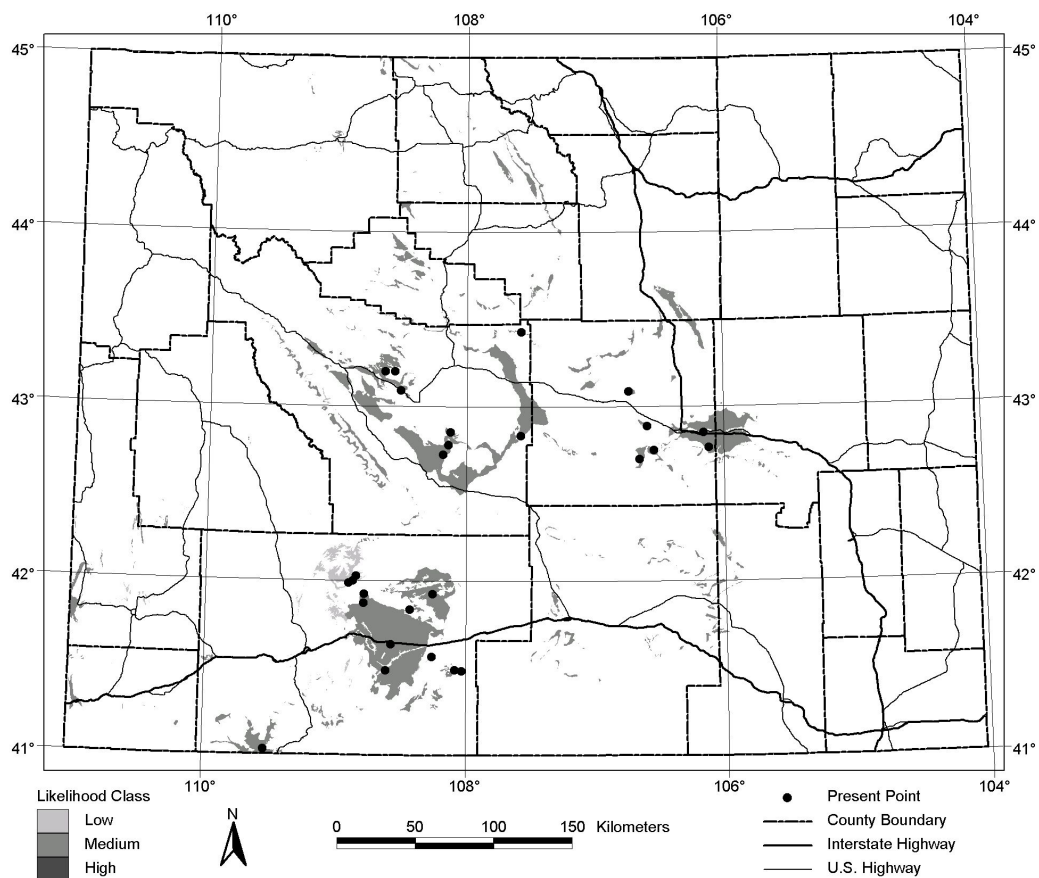 110° 108° 106° 104°
45° 45°
44° 44°
43° 43°
42° 42°
41° 41°
110° 108° 106° 104°
Likelihood Class
Low
Medium
High
N
0 50 100 150 Kilometers
Present Point
County Boundary
Interstate Highway
U.S. Highway